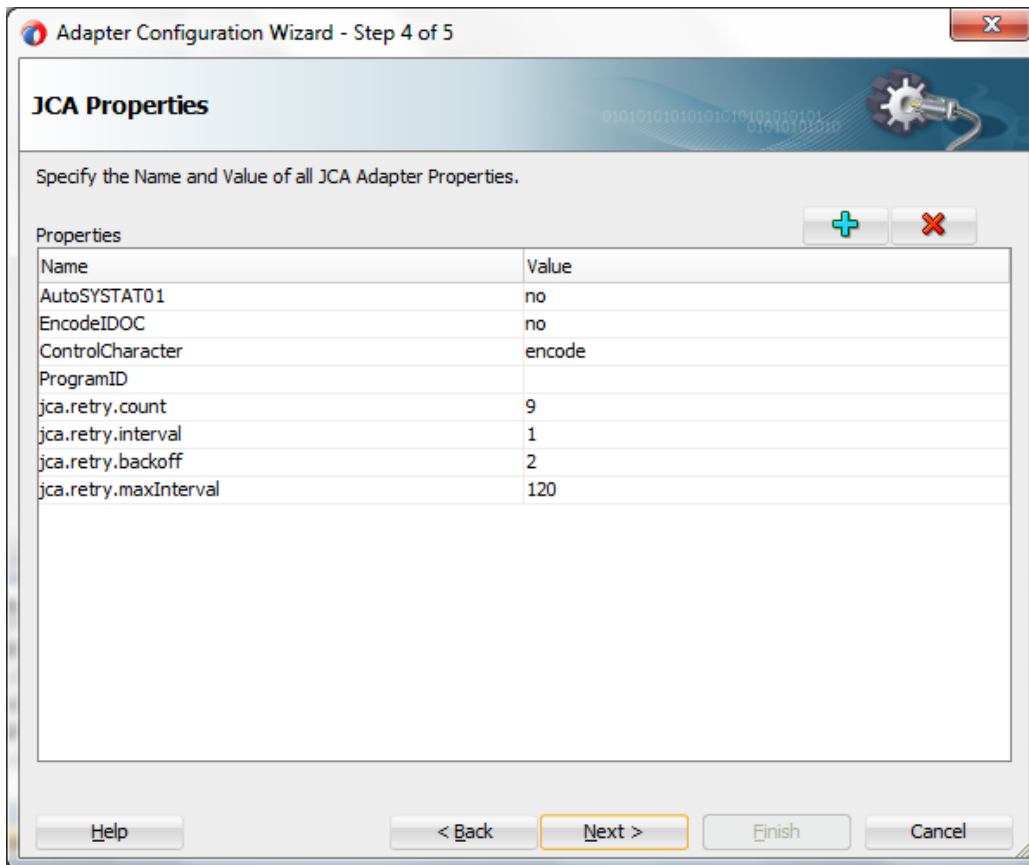 Adapter Configuration Wizard - Step 4 of 5
JCA Properties
Specify the Name and Value of all JCA Adapter Properties.
Properties
Name Value
AutoSYSTAT01 no
EncodeIDOC no
ControlCharacter encode
ProgramID
jca.retry.count 9
jca.retry.interval 1
jca.retry.backoff 2
jca.retry.maxInterval 120
Help < Back Next > Finish Cancel